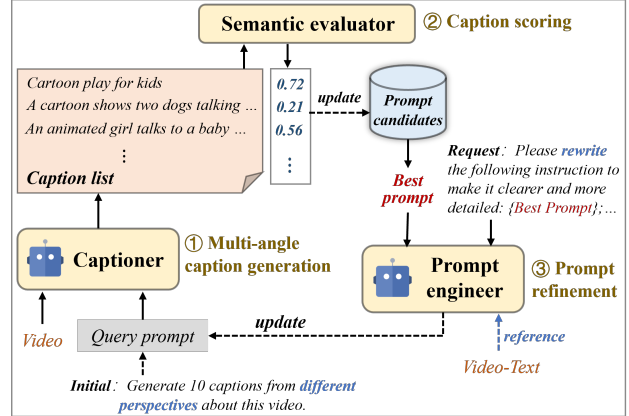 Semantic evaluator
② Caption scoring
Cartoon play for kids
A cartoon shows two dogs talking ...
An animated girl talks to a baby ...
⋮
Caption list
0.72
0.21
0.56
⋮
update
Prompt
candidates
Best
prompt
Request: Please rewrite
the following instruction to
make it clearer and more
detailed: {Best Prompt};...
① Multi-angle
caption generation
Captioner
Prompt
engineer
③ Prompt
refinement
Video
Query prompt
update
reference
Video-Text
Initial: Generate 10 captions from different
perspectives about this video.